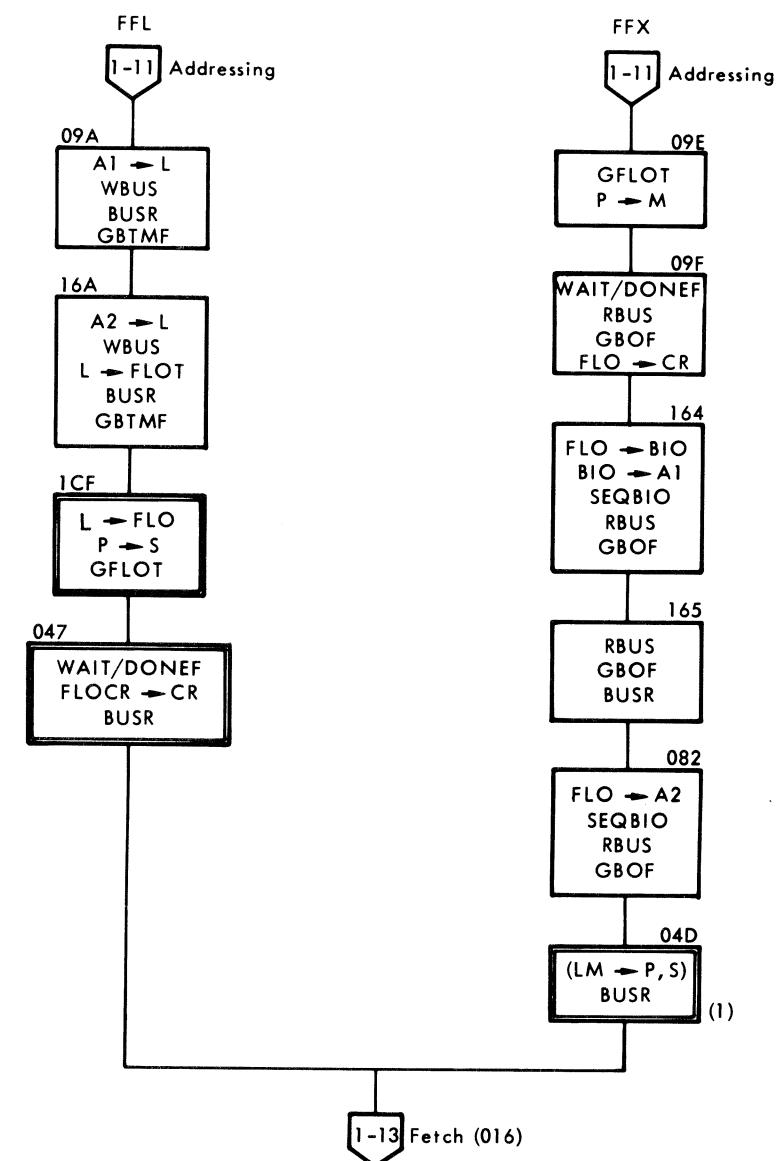 FFL
1-11 Addressing
09A
A1 → L
WBUS
BUSR
GBTMF
16A
A2 → L
WBUS
L → FLOT
BUSR
GBTMF
1CF
L → FLO
P → S
GFLOT
047
WAIT/DONEF
FLOCR → CR
BUSR
FFX
1-11 Addressing
09E
GFLOT
P → M
09F
WAIT/DONEF
RBUS
GBOF
FLO → CR
164
FLO → BIO
BIO → A1
SEQBIO
RBUS
GBOF
165
RBUS
GBOF
BUSR
082
FLO → A2
SEQBIO
RBUS
GBOF
04D
(LM → P, S)
BUSR
(1)
1-13 Fetch (016)